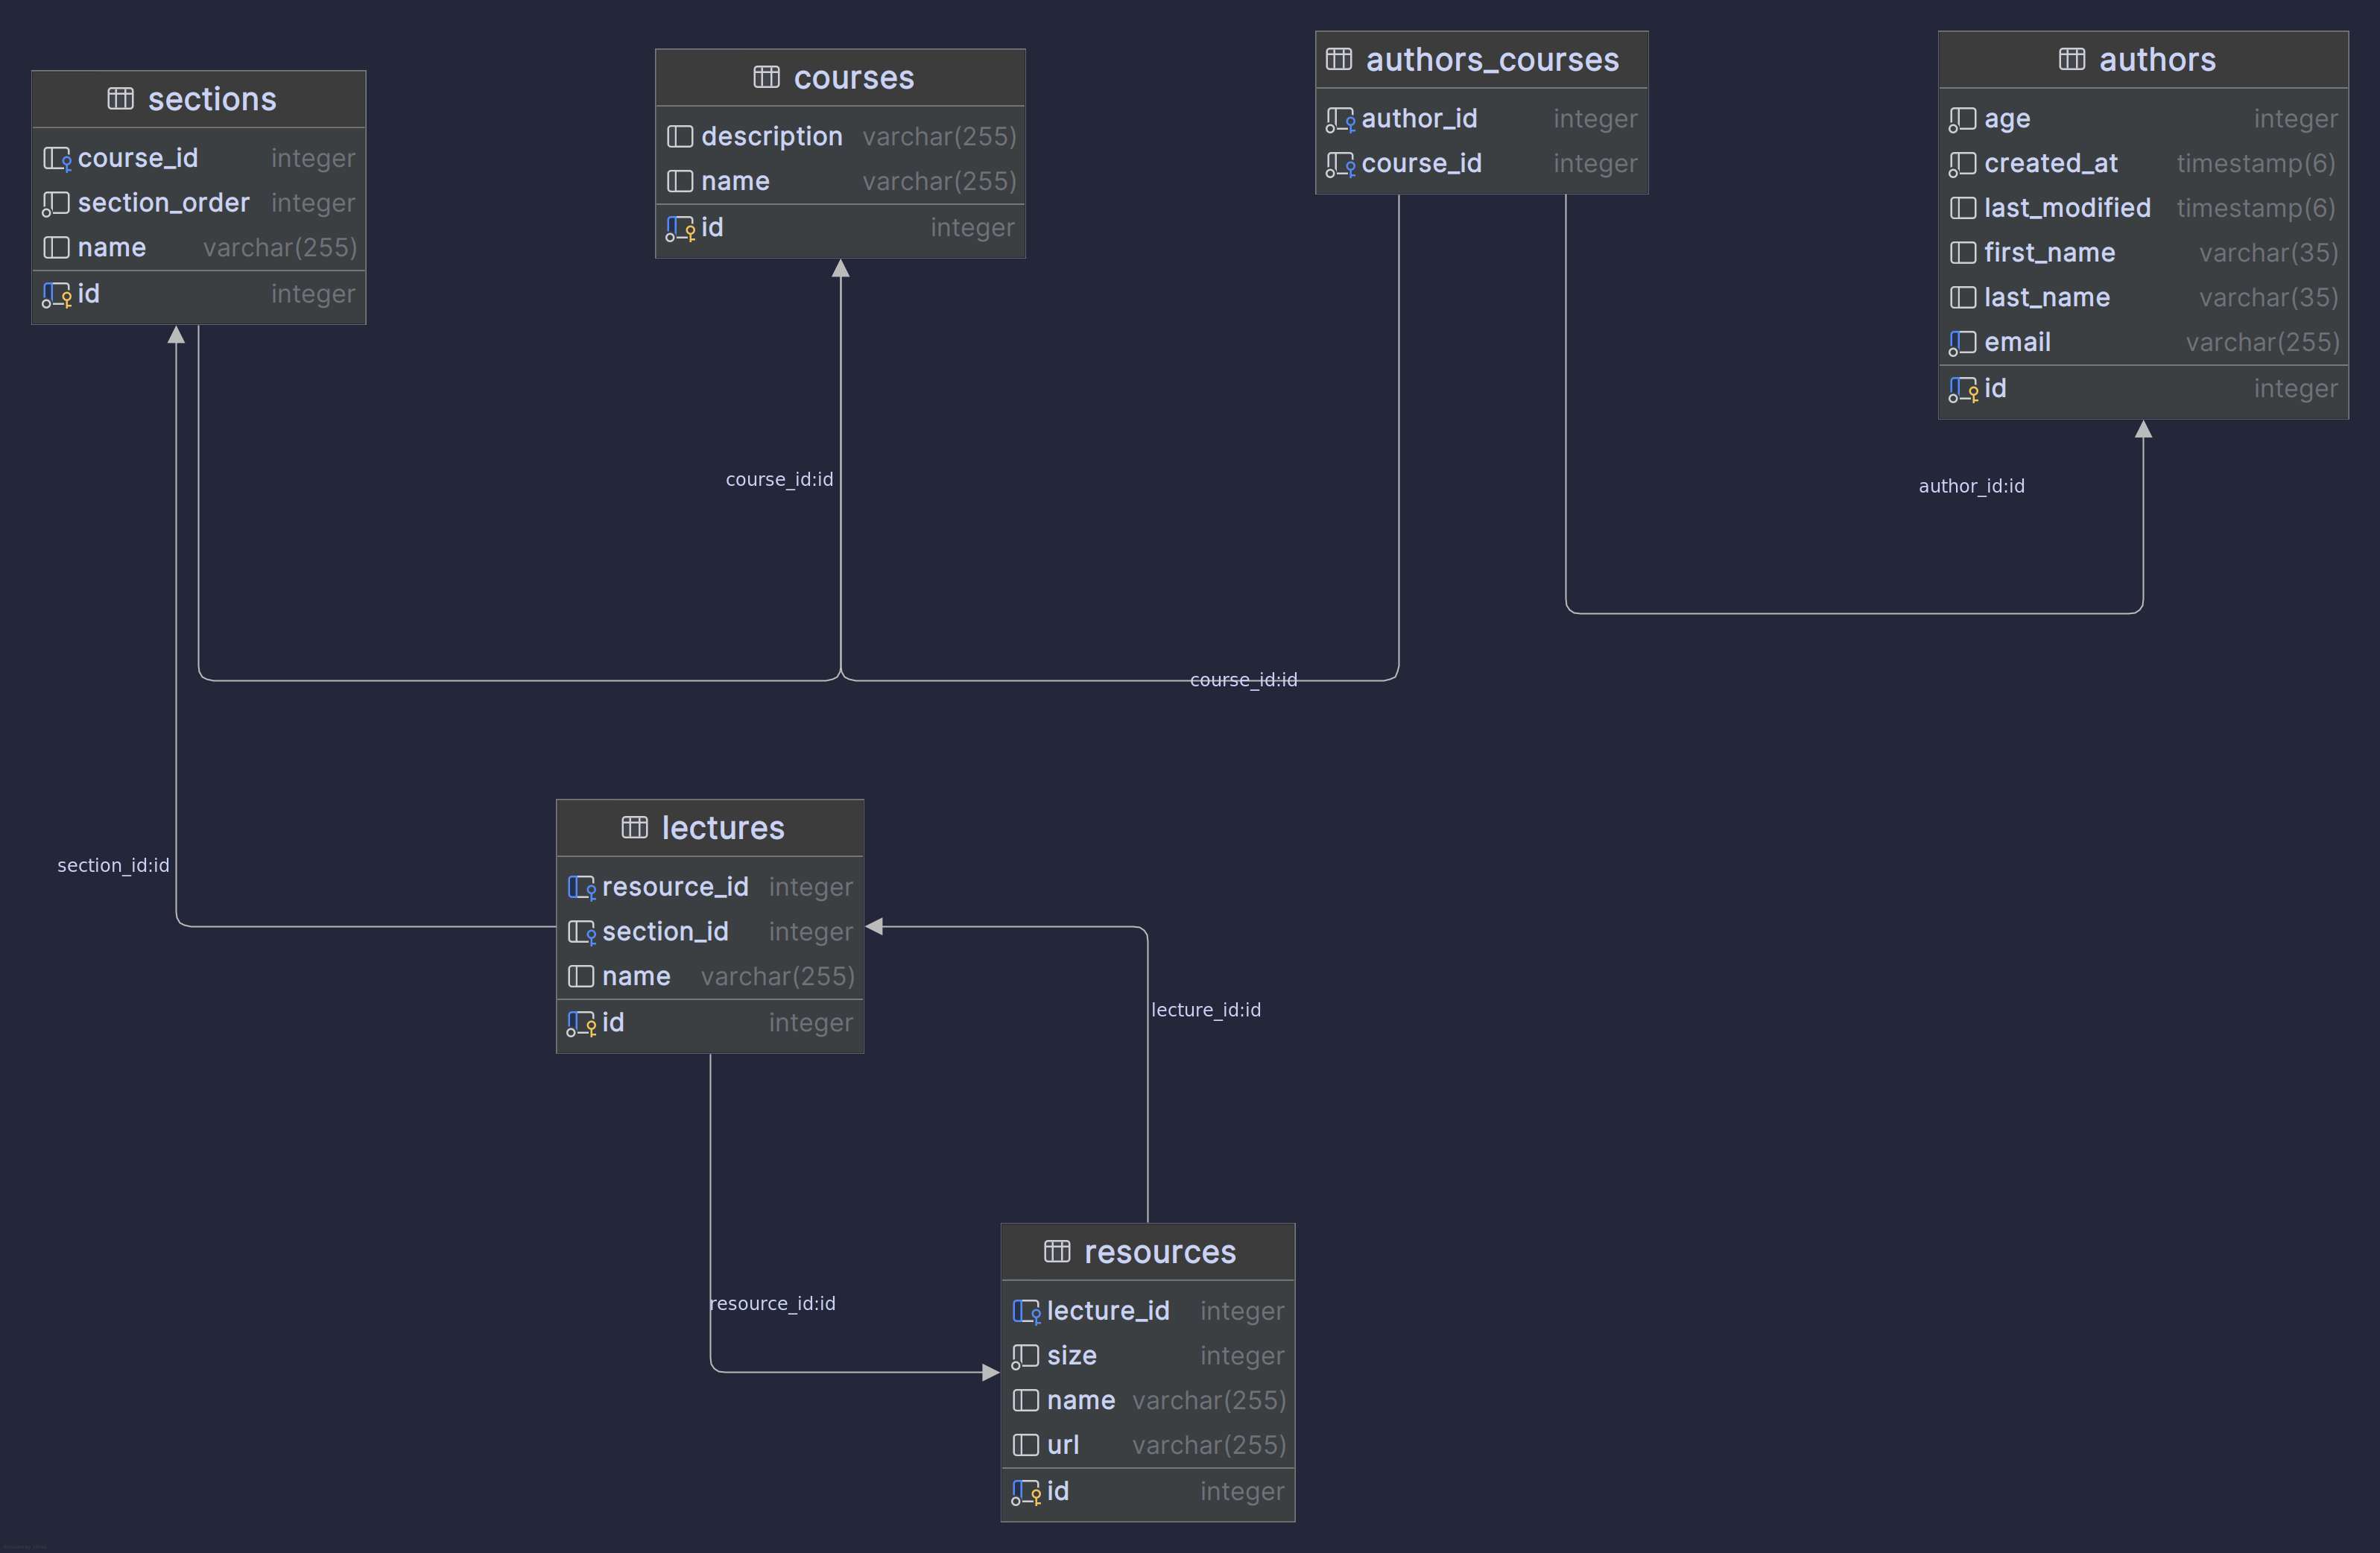 sections
course_id integer
section_order integer
name varchar(255)
id integer
courses
description varchar(255)
name varchar(255)
id integer
authors_courses
author_id integer
course_id integer
authors
age integer
created_at timestamp(6)
last_modified timestamp(6)
first_name varchar(35)
last_name varchar(35)
email varchar(255)
id integer
course_id:id
author_id:id
course_id:id
section_id:id
lectures
resource_id integer
section_id integer
name varchar(255)
id integer
lecture_id:id
resource_id:id
resources
lecture_id integer
size integer
name varchar(255)
url varchar(255)
id integer